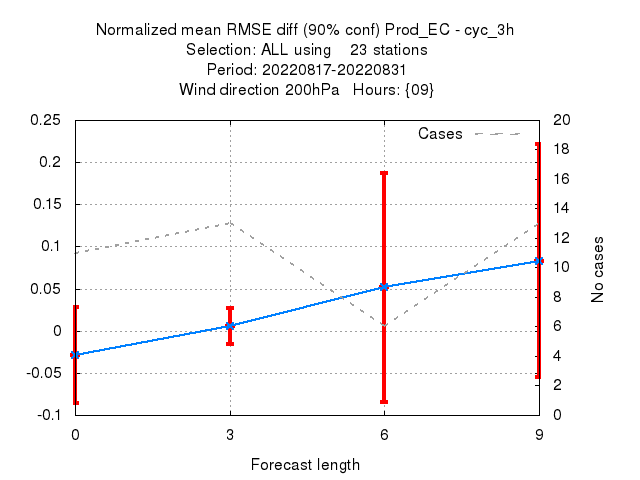 Normalized mean RMSE diff (90% conf) Prod_EC - cyc_3h
Selection: ALL using    23 stations
Period: 20220817-20220831
Wind direction 200hPa   Hours: {09}
0.25
0.2
0.15
0.1
0.05
0
-0.05
-0.1
Cases
20
18
16
14
12
10
8
6
4
2
0
No cases
0 3 6 9
Forecast length